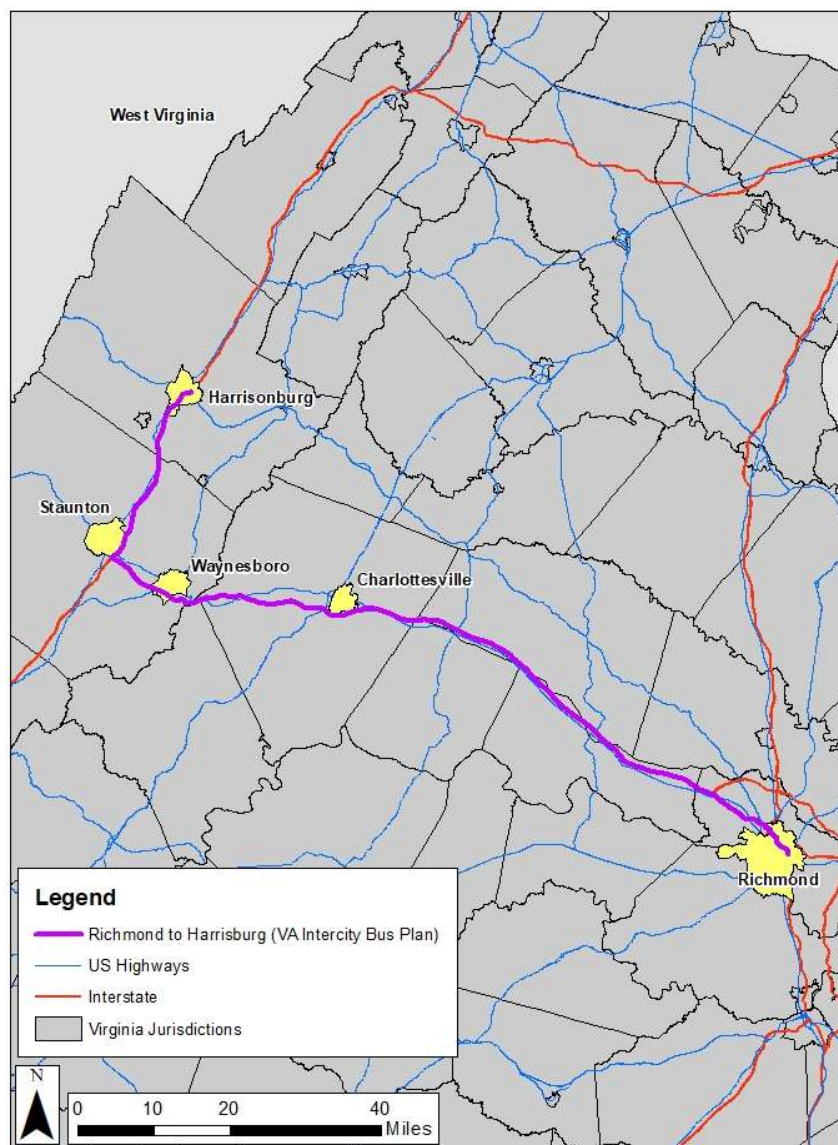 West Virginia
Harrisonburg
Staunton
Waynesboro
Charlottesville
Richmond
Legend
Richmond to Harrisburg (VA Intercity Bus Plan)
US Highways
Interstate
Virginia Jurisdictions
N
0 10 20 40
Miles